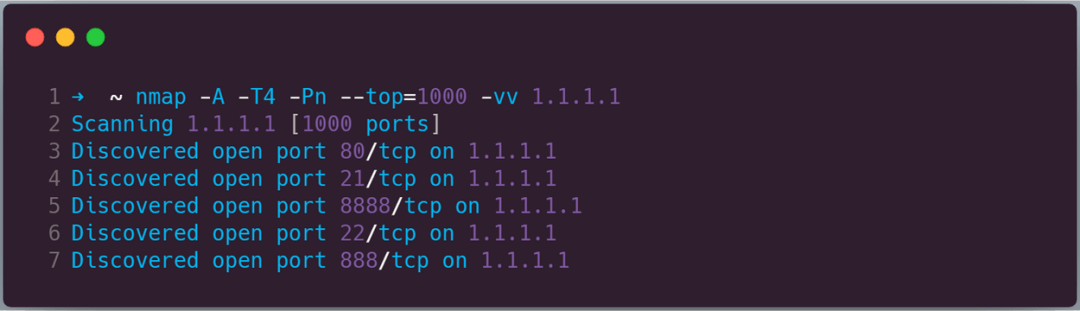 1 ➜  ~ nmap -A -T4 -Pn --top=1000 -vv 1.1.1.1
2 Scanning 1.1.1.1 [1000 ports]
3 Discovered open port 80/tcp on 1.1.1.1
4 Discovered open port 21/tcp on 1.1.1.1
5 Discovered open port 8888/tcp on 1.1.1.1
6 Discovered open port 22/tcp on 1.1.1.1
7 Discovered open port 888/tcp on 1.1.1.1